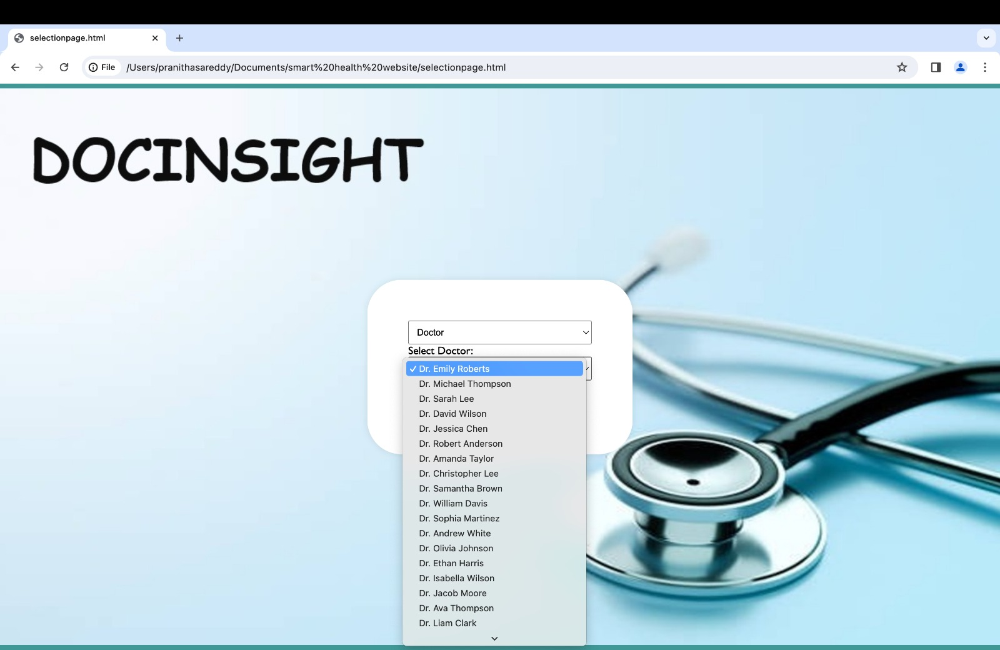 selectionpage.html
File
/Users/pranithasareddy/Documents/smart%20health%20website/selectionpage.html
DOCINSIGHT
Doctor
Select Doctor:
✓ Dr. Emily Roberts
Dr. Michael Thompson
Dr. Sarah Lee
Dr. David Wilson
Dr. Jessica Chen
Dr. Robert Anderson
Dr. Amanda Taylor
Dr. Christopher Lee
Dr. Samantha Brown
Dr. William Davis
Dr. Sophia Martinez
Dr. Andrew White
Dr. Olivia Johnson
Dr. Ethan Harris
Dr. Isabella Wilson
Dr. Jacob Moore
Dr. Ava Thompson
Dr. Liam Clark